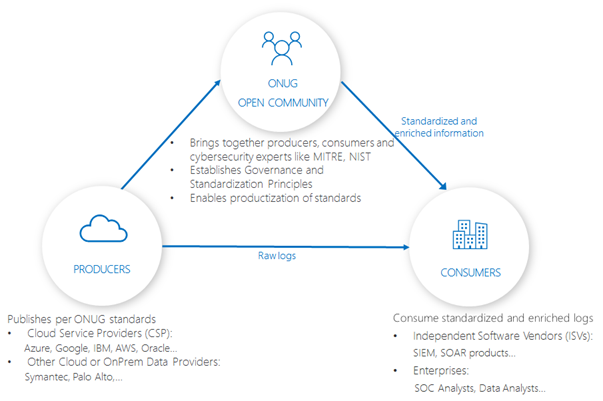 ONUG
OPEN COMMUNITY
Standardized and
enriched information
• Brings together producers, consumers and
cybersecurity experts like MITRE, NIST
• Establishes Governance and
Standardization Principles
• Enables productization of standards
PRODUCERS
Raw logs
CONSUMERS
Publishes per ONUG standards
• Cloud Service Providers (CSP):
Azure, Google, IBM, AWS, Oracle...
• Other Cloud or OnPrem Data Providers:
Symantec, Palo Alto,...
Consume standardized and enriched logs
• Independent Software Vendors (ISVs):
SIEM, SOAR products...
• Enterprises:
SOC Analysts, Data Analysts...